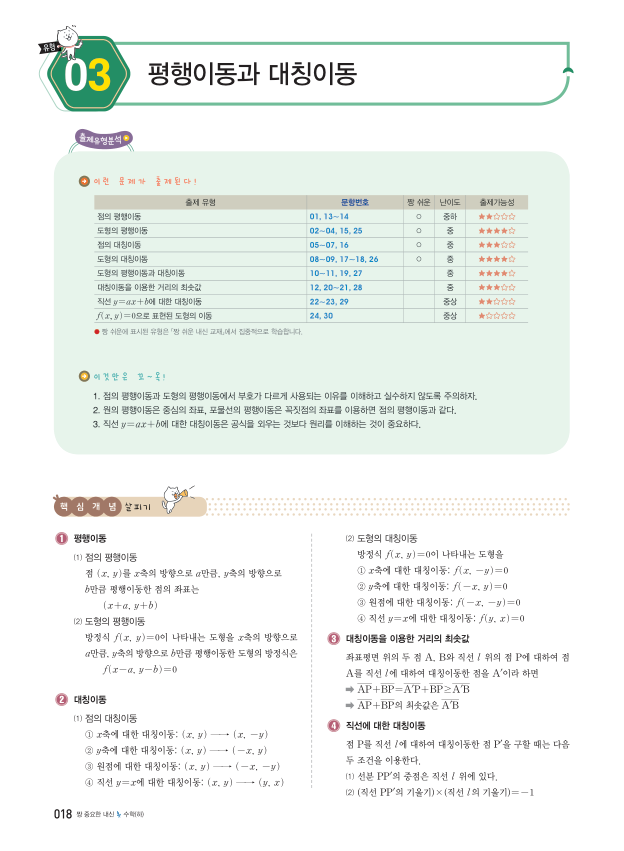 유형
03
평행이동과 대칭이동
출제유형분석
이런 문제가 출제된다!
출제 유형 문항번호 짱 쉬운 난이도 출제가능성
점의 평행이동 01, 13~14 ○ 중하 ★★☆☆☆
도형의 평행이동 02~04, 15, 25 ○ 중 ★★★★☆
점의 대칭이동 05~07, 16 ○ 중 ★★★☆☆
도형의 대칭이동 08~09, 17~18, 26 ○ 중 ★★★★☆
도형의 평행이동과 대칭이동 10~11, 19, 27 중 ★★★★☆
대칭이동을 이용한 거리의 최솟값 12, 20~21, 28 중 ★★★☆☆
직선 y=ax+b에 대한 대칭이동 22~23, 29 중상 ★★☆☆☆
f(x, y)=0으로 표현된 도형의 이동 24, 30 중상 ★☆☆☆☆
● 짱 쉬운에 표시된 유형은 「짱 쉬운 내신 교재」에서 집중적으로 학습합니다.
이것만은 꼬-옥!
1. 점의 평행이동과 도형의 평행이동에서 부호가 다르게 사용되는 이유를 이해하고 실수하지 않도록 주의하자.
2. 원의 평행이동은 중심의 좌표, 포물선의 평행이동은 꼭짓점의 좌표를 이용하면 점의 평행이동과 같다.
3. 직선 y=ax+b에 대한 대칭이동은 공식을 외우는 것보다 원리를 이해하는 것이 중요하다.
핵심개념 살피기
1 평행이동
⑴ 점의 평행이동
점 (x, y)를 x축의 방향으로 a만큼, y축의 방향으로
b만큼 평행이동한 점의 좌표는
(x+a, y+b)
⑵ 도형의 평행이동
방정식 f(x, y)=0이 나타내는 도형을 x축의 방향으로
a만큼, y축의 방향으로 b만큼 평행이동한 도형의 방정식은
f(x-a, y-b)=0
2 대칭이동
⑴ 점의 대칭이동
① x축에 대한 대칭이동: (x, y) ─→ (x, -y)
② y축에 대한 대칭이동: (x, y) ─→ (-x, y)
③ 원점에 대한 대칭이동: (x, y) ─→ (-x, -y)
④ 직선 y=x에 대한 대칭이동: (x, y) ─→ (y, x)
⑵ 도형의 대칭이동
방정식 f(x, y)=0이 나타내는 도형을
① x축에 대한 대칭이동: f(x, -y)=0
② y축에 대한 대칭이동: f(-x, y)=0
③ 원점에 대한 대칭이동: f(-x, -y)=0
④ 직선 y=x에 대한 대칭이동: f(y, x)=0
3 대칭이동을 이용한 거리의 최솟값
좌표평면 위의 두 점 A, B와 직선 l 위의 점 P에 대하여 점
A를 직선 l에 대하여 대칭이동한 점을 A′이라 하면
➡ A̅P̅+B̅P̅=A̅′P̅+B̅P̅≥A̅′B̅
➡ A̅P̅+B̅P̅의 최솟값은 A̅′B̅
4 직선에 대한 대칭이동
점 P를 직선 l에 대하여 대칭이동한 점 P′을 구할 때는 다음
두 조건을 이용한다.
⑴ 선분 PP′의 중점은 직선 l 위에 있다.
⑵ (직선 PP′의 기울기)×(직선 l의 기울기)=-1
018 짱 중요한 내신 수학(하)